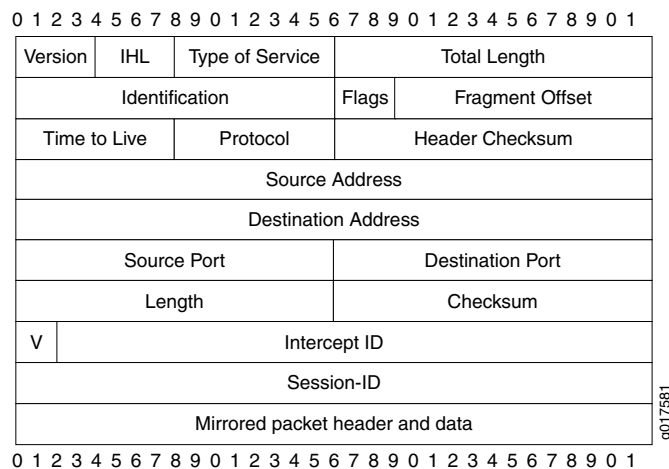 0 1 2 3 4 5 6 7 8 9 0 1 2 3 4 5 6 7 8 9 0 1 2 3 4 5 6 7 8 9 0 1
Version IHL Type of Service Total Length
Identification Flags Fragment Offset
Time to Live Protocol Header Checksum
Source Address
Destination Address
Source Port Destination Port
Length Checksum
V Intercept ID
Session-ID
Mirrored packet header and data
0 1 2 3 4 5 6 7 8 9 0 1 2 3 4 5 6 7 8 9 0 1 2 3 4 5 6 7 8 9 0 1
g017581